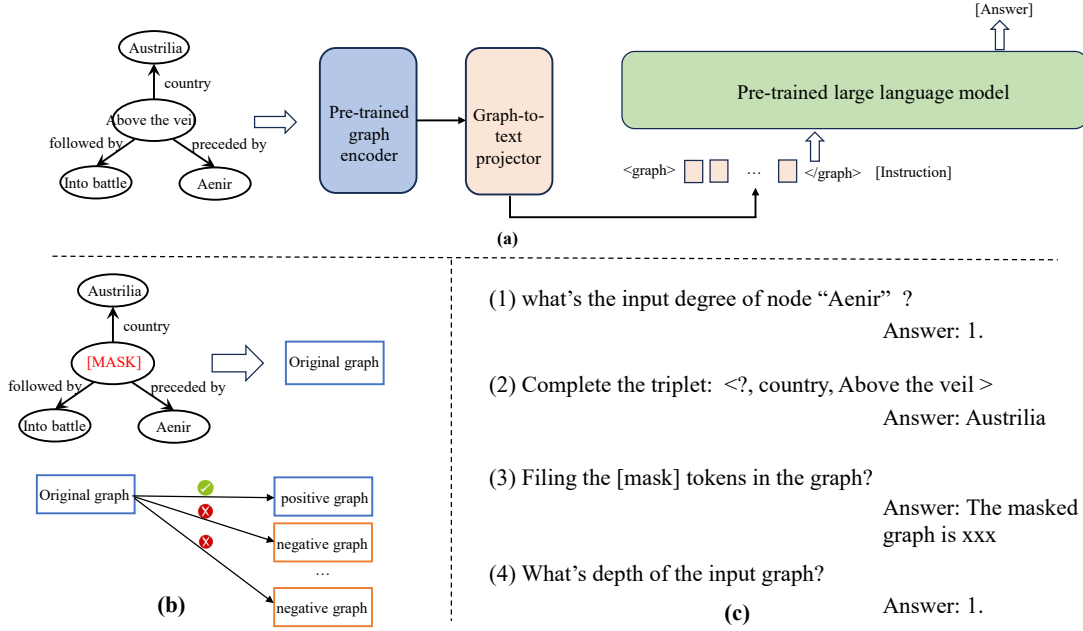 Austrilia
country
Above the veil
followed by
preceded by
Into battle
Aenir
Pre-trained
graph
encoder
Graph-to-
text
projector
[Answer]
Pre-trained large language model
<graph>
...
</graph>
[Instruction]
(a)
Austrilia
country
[MASK]
followed by
preceded by
Into battle
Aenir
Original graph
Original graph
positive graph
negative graph
...
negative graph
(b)
(1) what's the input degree of node "Aenir" ?
Answer: 1.
(2) Complete the triplet: <?, country, Above the veil >
Answer: Austrilia
(3) Filing the [mask] tokens in the graph?
Answer: The masked
graph is xxx
(4) What's depth of the input graph?
Answer: 1.
(c)